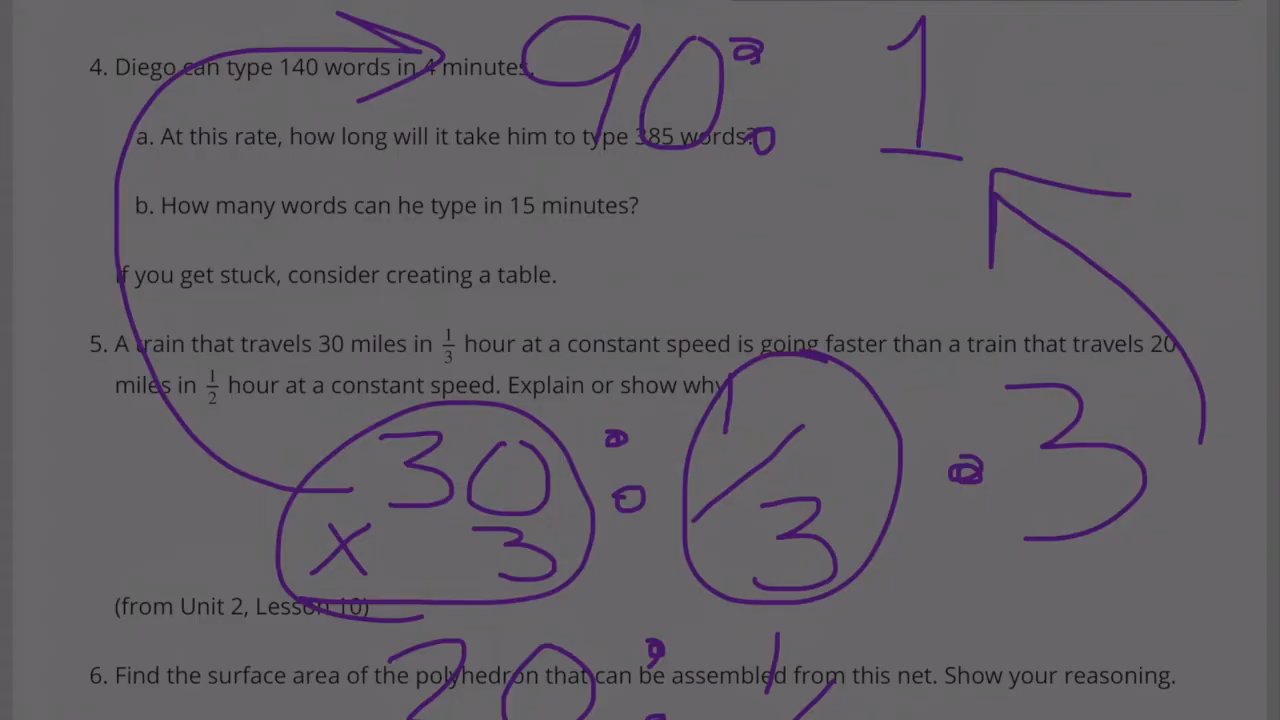 90 : 1
4. Diego can type 140 words in 4 minutes.
a. At this rate, how long will it take him to type 385 words?
b. How many words can he type in 15 minutes?
If you get stuck, consider creating a table.
5. A train that travels 30 miles in 1/3 hour at a constant speed is going faster than a train that travels 20
miles in 1/2 hour at a constant speed. Explain or show why.
30 : 1/3 · 3
x 3
(from Unit 2, Lesson 10)
20 :
6. Find the surface area of the polyhedron that can be assembled from this net. Show your reasoning.